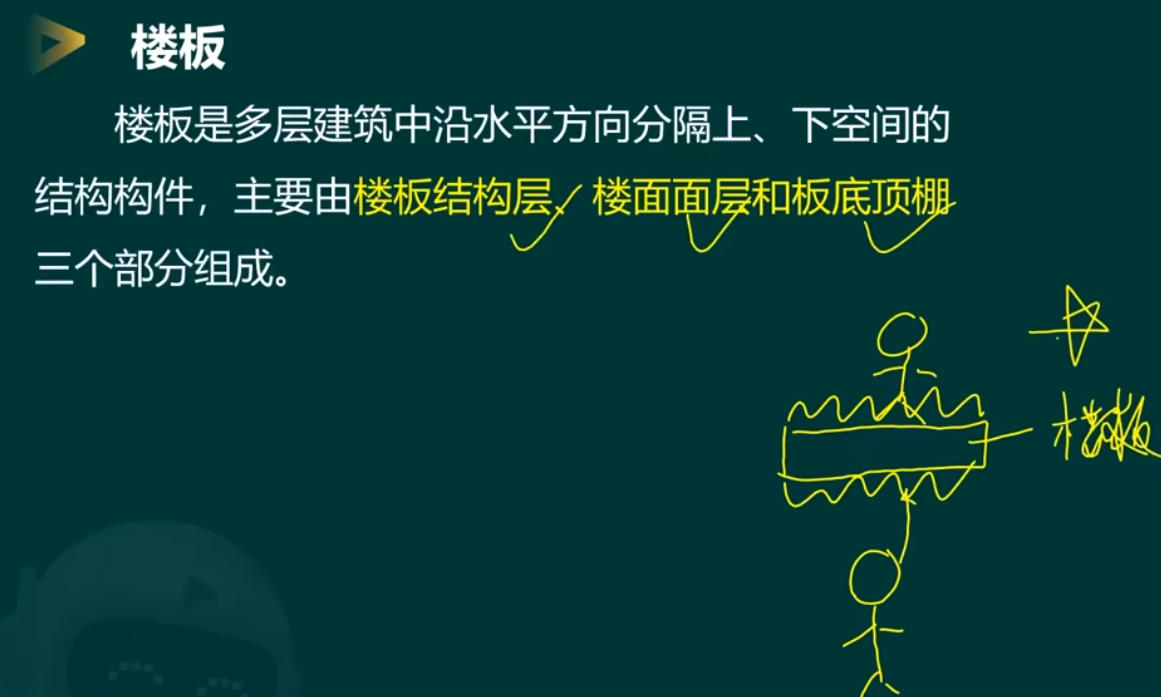 楼板
楼板是多层建筑中沿水平方向分隔上、下空间的
结构构件，主要由楼板结构层、楼面面层和板底顶棚
三个部分组成。
楼板